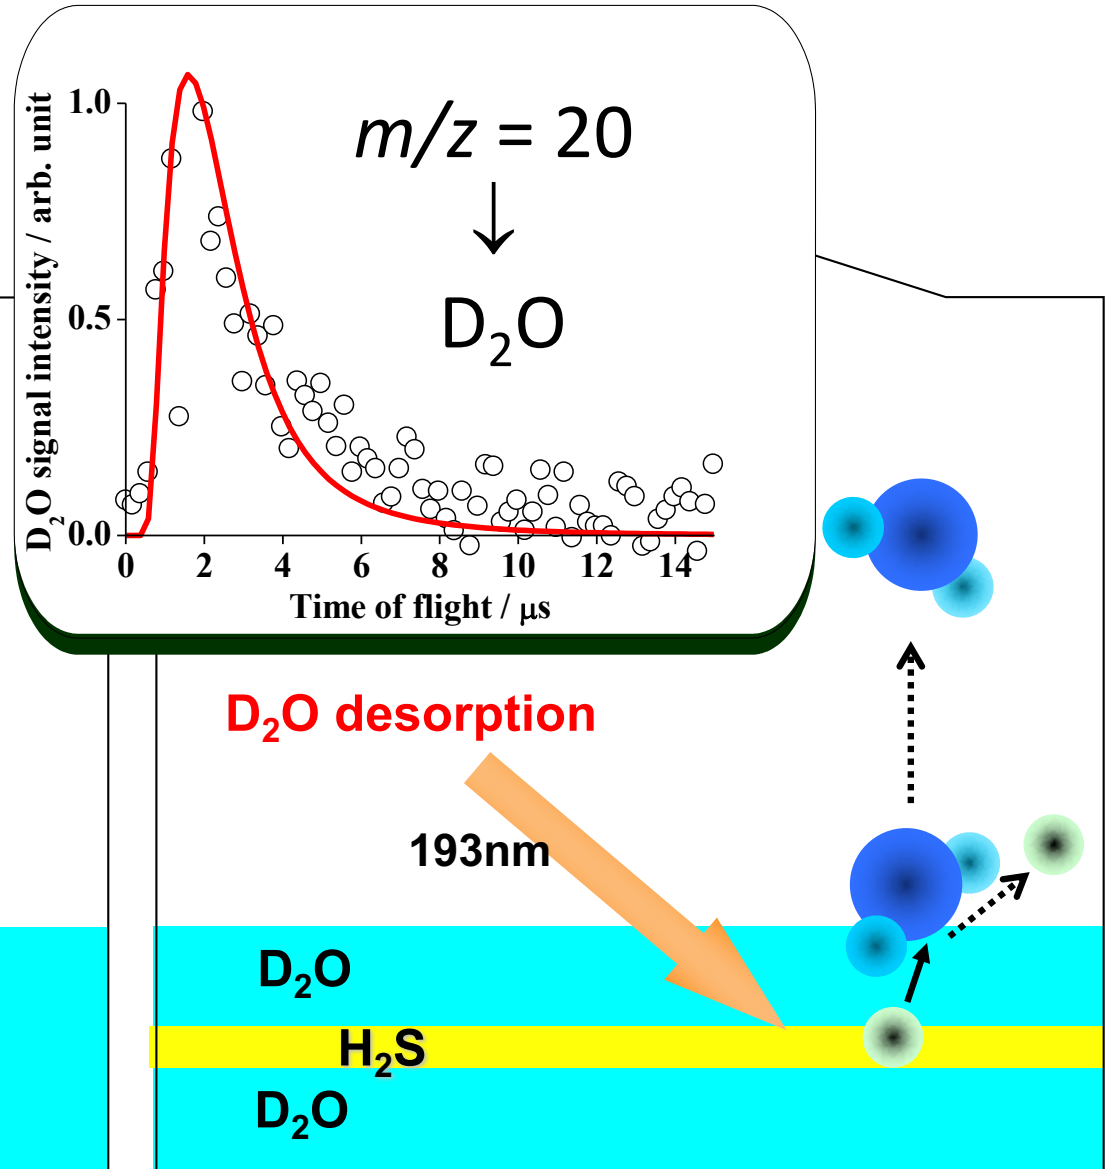 m/z = 20
↓
D₂O
D₂O signal intensity / arb. unit
1.0
0.5
0.0
0 2 4 6 8 10 12 14
Time of flight / μs
D₂O desorption
193nm
D₂O
H₂S
D₂O